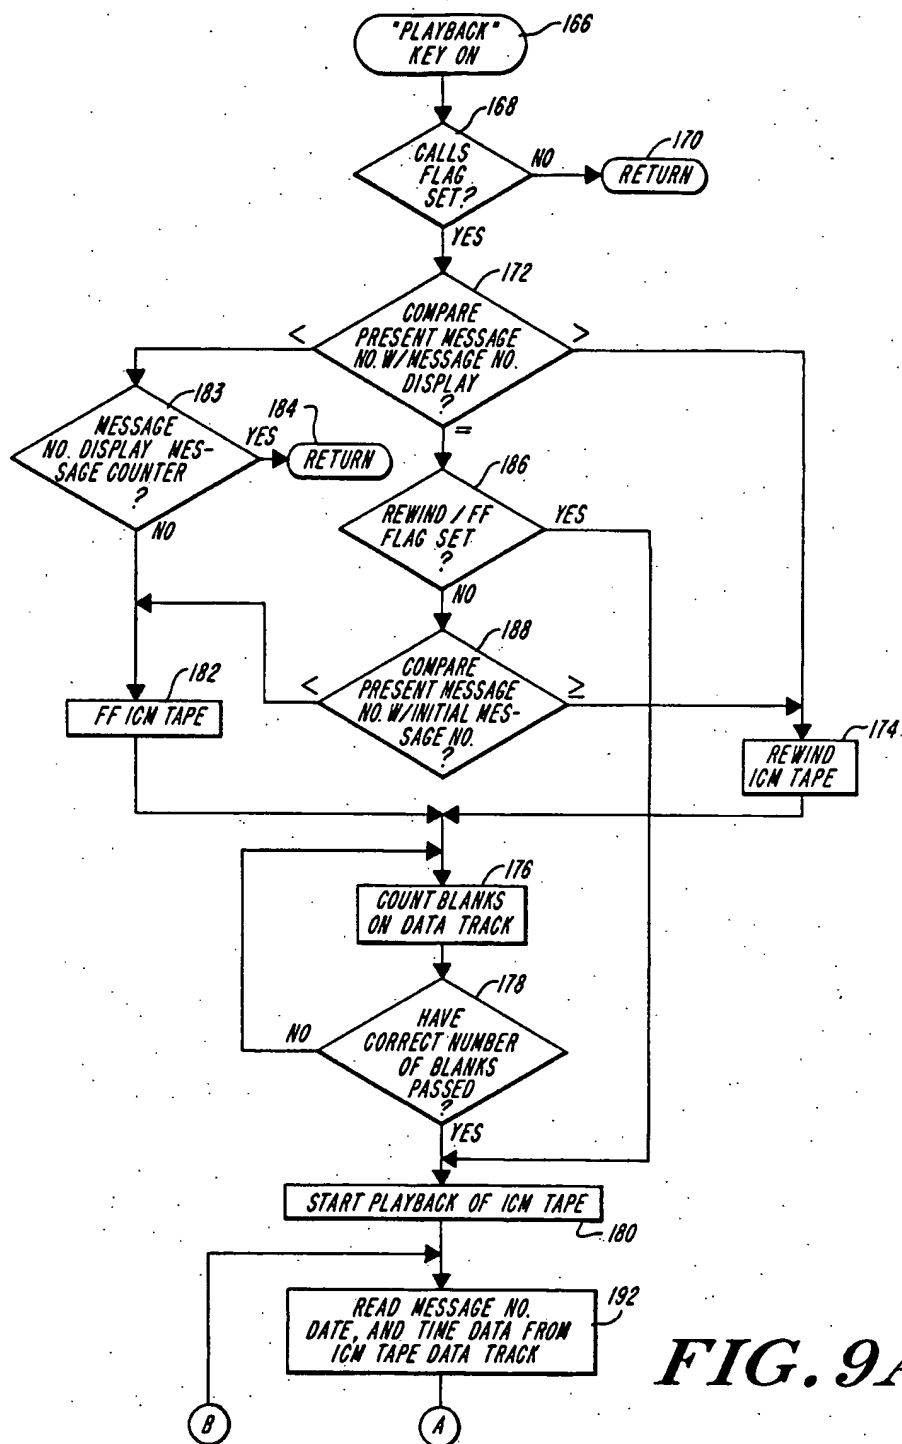 "PLAYBACK"
KEY ON
166
168
CALLS
FLAG
SET?
NO
170
RETURN
YES
172
COMPARE
PRESENT MESSAGE
NO. W/MESSAGE NO.
DISPLAY
?
<
>
=
183
MESSAGE
NO. DISPLAY MES-
SAGE COUNTER
?
YES
184
RETURN
NO
186
REWIND / FF
FLAG SET
?
YES
NO
188
COMPARE
PRESENT MESSAGE
NO. W/INITIAL MES-
SAGE NO.
?
<
≥
182
FF ICM TAPE
174
REWIND
ICM TAPE
176
COUNT BLANKS
ON DATA TRACK
178
HAVE
CORRECT NUMBER
OF BLANKS
PASSED
?
NO
YES
START PLAYBACK OF ICM TAPE
180
READ MESSAGE NO.
DATE, AND TIME DATA FROM
ICM TAPE DATA TRACK
192
FIG. 9A
B
A